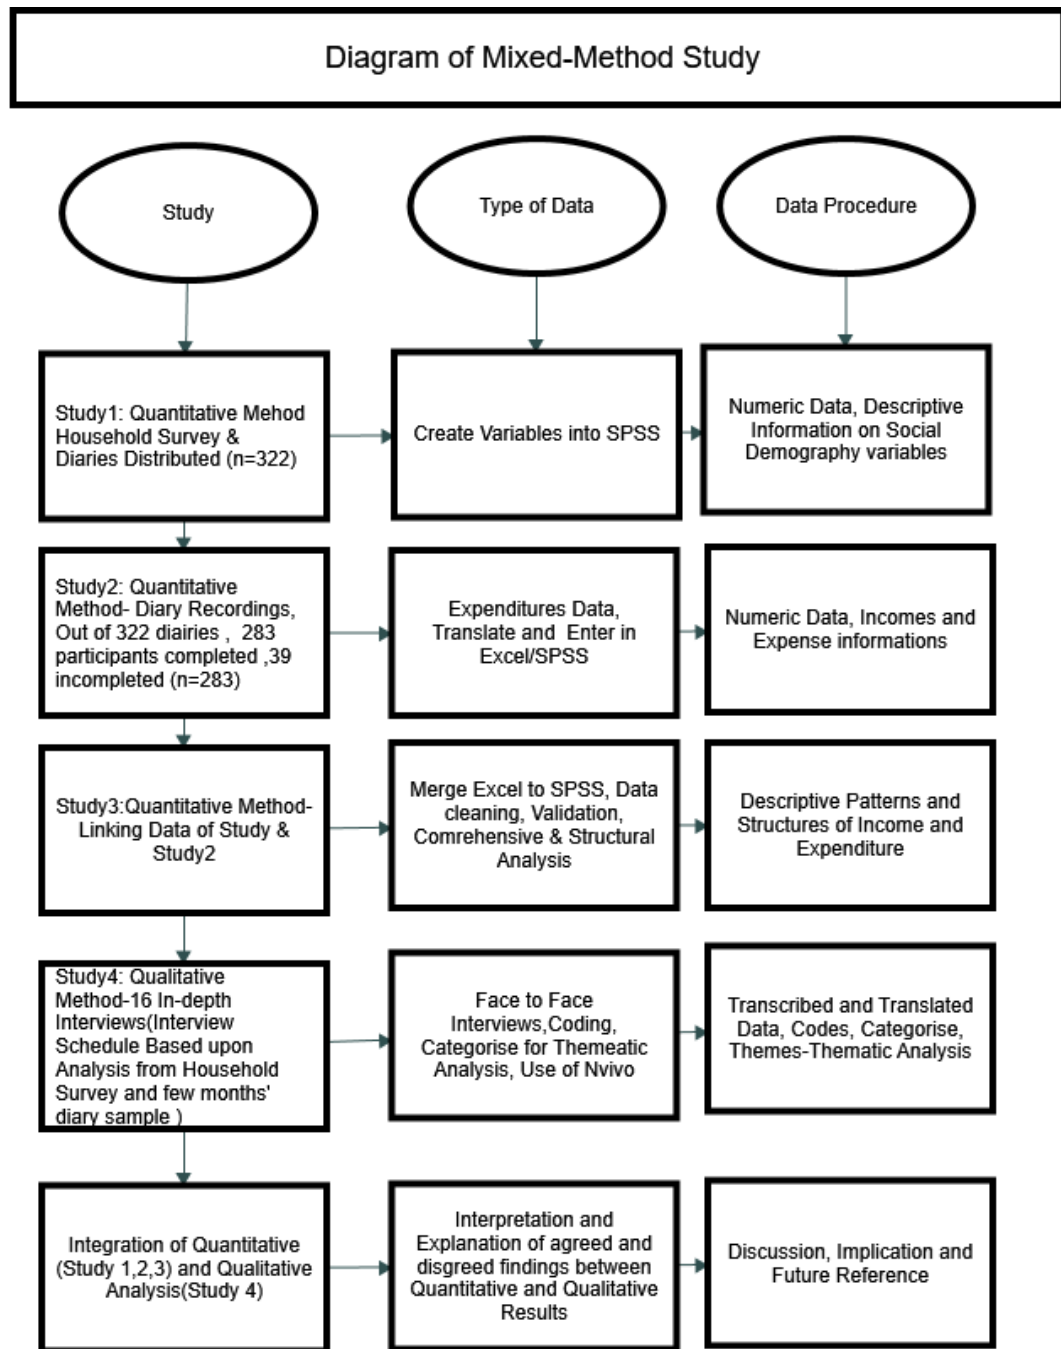 Diagram of Mixed-Method Study
Study
Type of Data
Data Procedure
Study1: Quantitative Mehod
Household Survey &
Diaries Distributed (n=322)
Create Variables into SPSS
Numeric Data, Descriptive
Information on Social
Demography variables
Study2: Quantitative
Method- Diary Recordings,
Out of 322 diairies , 283
participants completed ,39
incompleted (n=283)
Expenditures Data,
Translate and Enter in
Excel/SPSS
Numeric Data, Incomes and
Expense informations
Study3:Quantitative Method-
Linking Data of Study &
Study2
Merge Excel to SPSS, Data
cleaning, Validation,
Comrehensive & Structural
Analysis
Descriptive Patterns and
Structures of Income and
Expenditure
Study4: Qualitative
Method-16 In-depth
Interviews(Interview
Schedule Based upon
Analysis from Household
Survey and few months'
diary sample )
Face to Face
Interviews,Coding,
Categorise for Themeatic
Analysis, Use of Nvivo
Transcribed and Translated
Data, Codes, Categorise,
Themes-Thematic Analysis
Integration of Quantitative
(Study 1,2,3) and Qualitative
Analysis(Study 4)
Interpretation and
Explanation of agreed and
disgreed findings between
Quantitative and Qualitative
Results
Discussion, Implication and
Future Reference